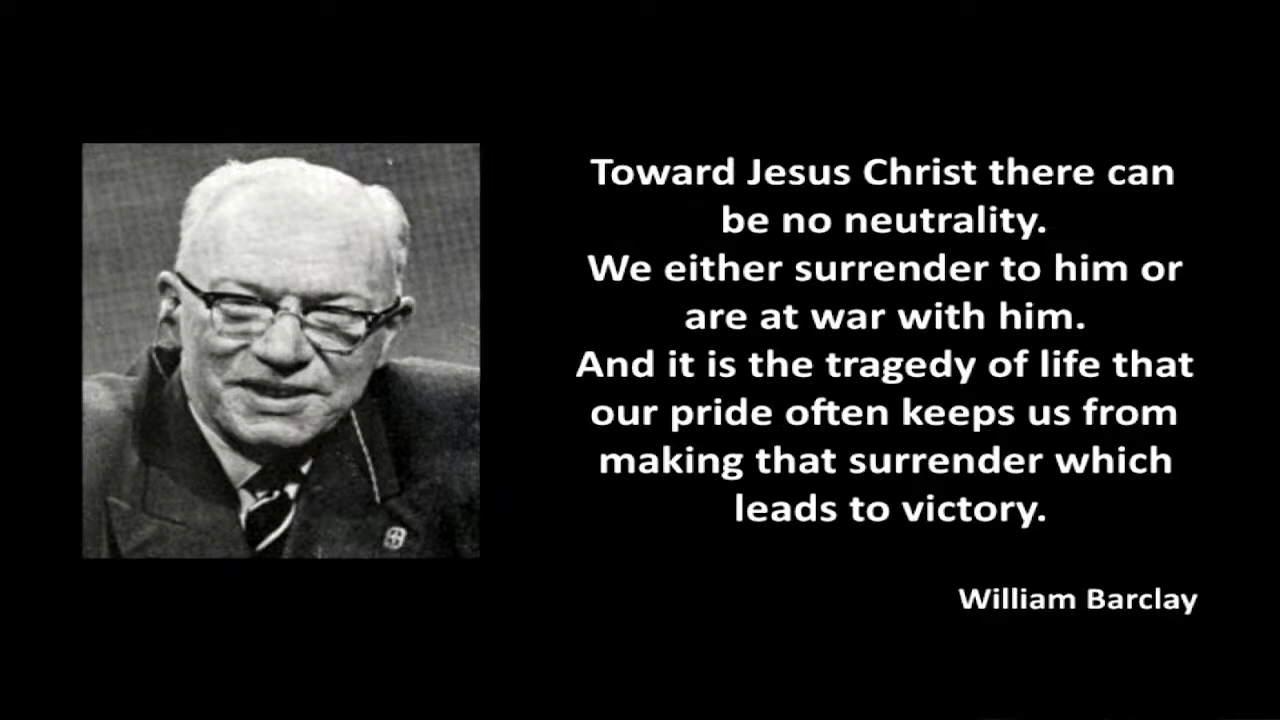 Toward Jesus Christ there can
be no neutrality.
We either surrender to him or
are at war with him.
And it is the tragedy of life that
our pride often keeps us from
making that surrender which
leads to victory.
William Barclay